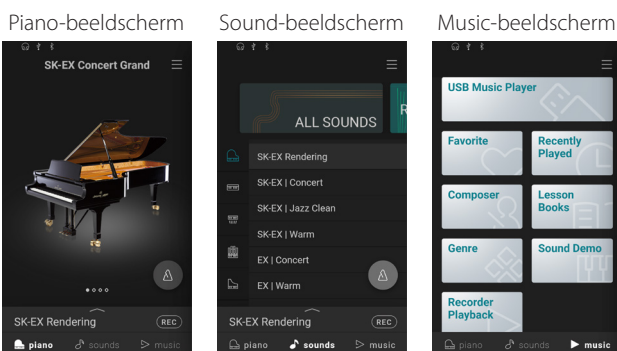 Piano-beeldscherm
SK-EX Concert Grand
SK-EX Rendering
REC
piano
sounds
music
Sound-beeldscherm
ALL SOUNDS
R
SK-EX Rendering
SK-EX | Concert
SK-EX | Jazz Clean
SK-EX | Warm
EX | Concert
EX | Warm
SK-EX Rendering
REC
piano
sounds
music
Music-beeldscherm
USB Music Player
Favorite
Recently
Played
Composer
Lesson
Books
Genre
Sound Demo
Recorder
Playback
piano
sounds
music